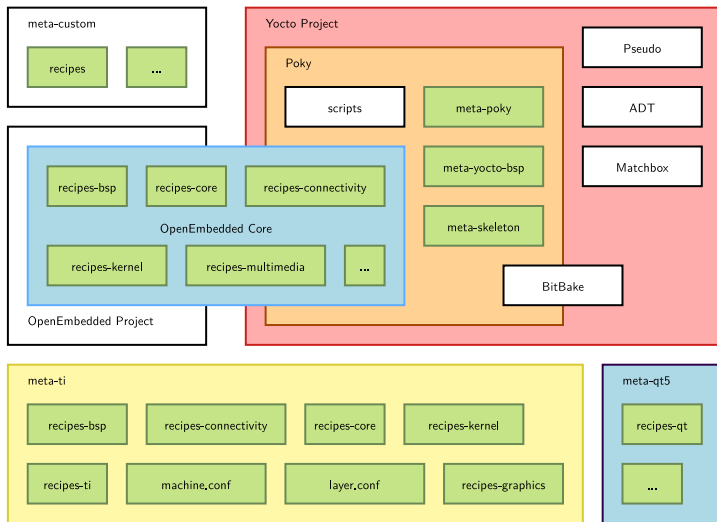 meta-custom
recipes
...
Yocto Project
Poky
scripts
meta-poky
meta-yocto-bsp
meta-skeleton
Pseudo
ADT
Matchbox
BitBake
recipes-bsp
recipes-core
recipes-connectivity
OpenEmbedded Core
recipes-kernel
recipes-multimedia
...
OpenEmbedded Project
meta-ti
recipes-bsp
recipes-connectivity
recipes-core
recipes-kernel
recipes-ti
machine.conf
layer.conf
recipes-graphics
meta-qt5
recipes-qt
...